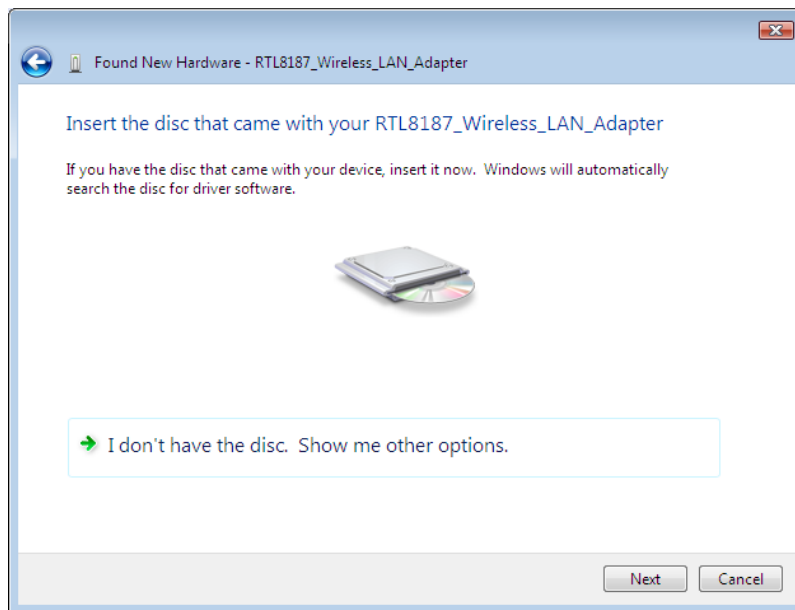 Found New Hardware - RTL8187_Wireless_LAN_Adapter
Insert the disc that came with your RTL8187_Wireless_LAN_Adapter
If you have the disc that came with your device, insert it now.  Windows will automatically
search the disc for driver software.
I don't have the disc.  Show me other options.
Next Cancel